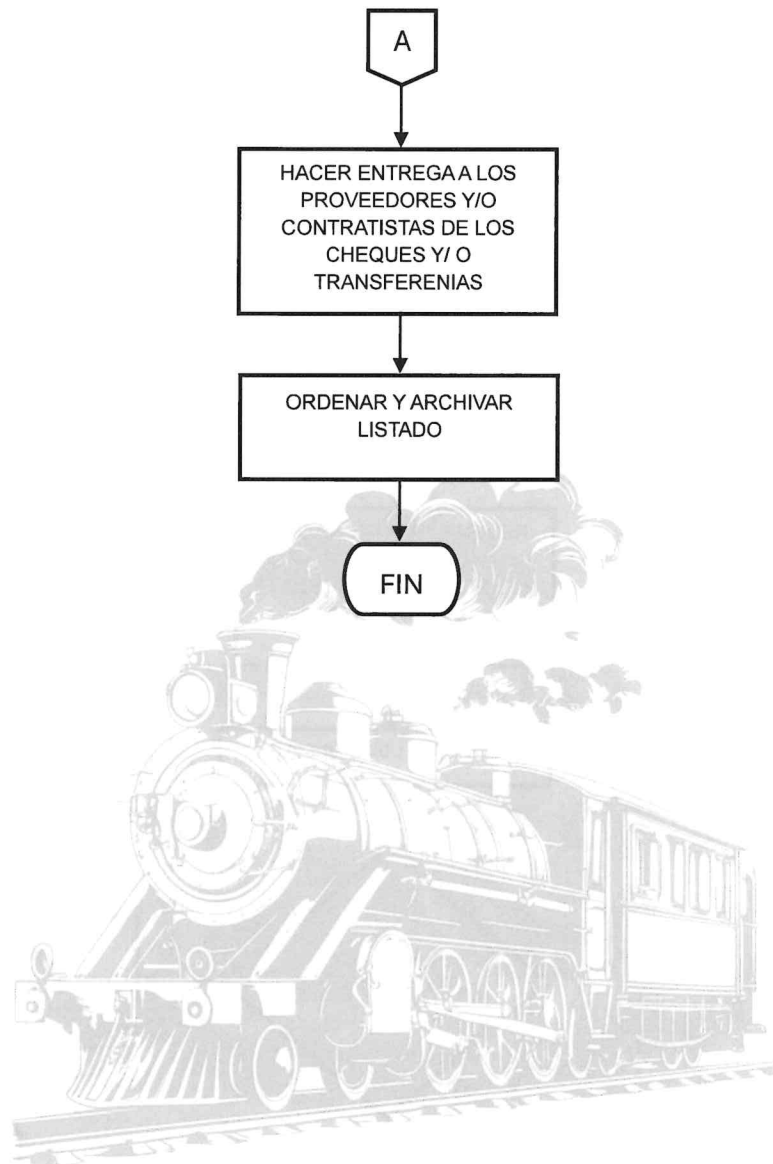 A
HACER ENTREGA A LOS
PROVEEDORES Y/O
CONTRATISTAS DE LOS
CHEQUES Y/ O
TRANSFERENIAS
ORDENAR Y ARCHIVAR
LISTADO
FIN